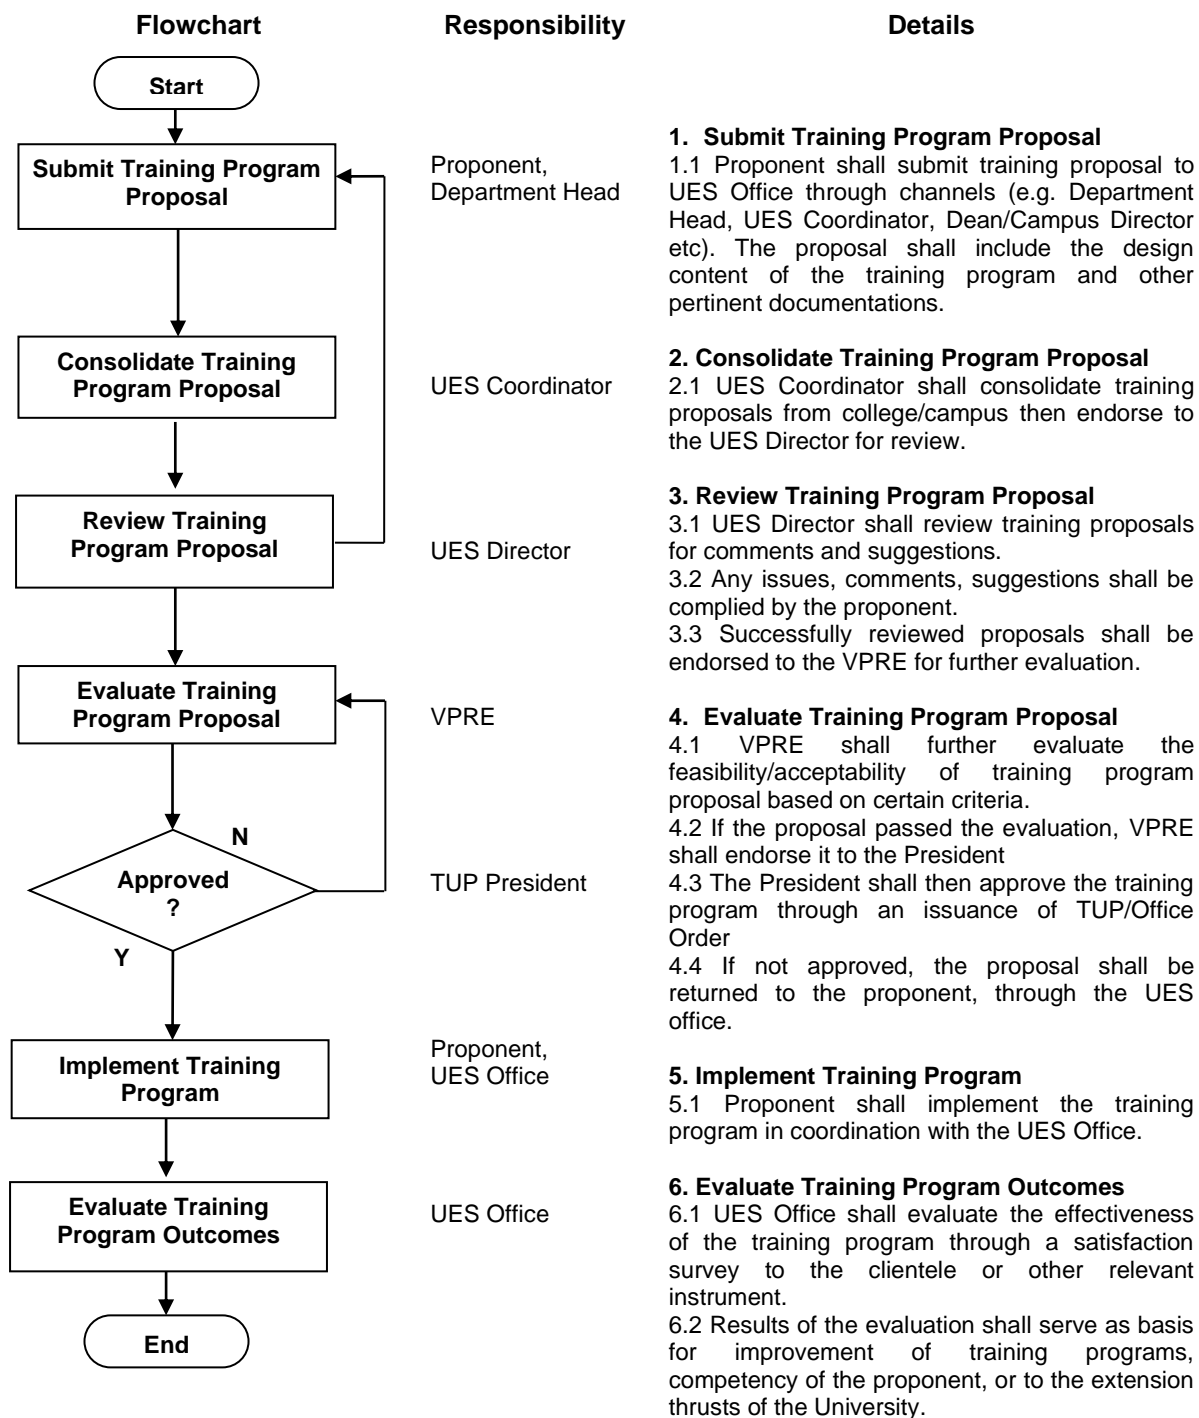 Flowchart
Responsibility
Details
Start
Submit Training Program
Proposal
Proponent,
Department Head
1. Submit Training Program Proposal
1.1 Proponent shall submit training proposal to
UES Office through channels (e.g. Department
Head, UES Coordinator, Dean/Campus Director
etc). The proposal shall include the design
content of the training program and other
pertinent documentations.
Consolidate Training
Program Proposal
UES Coordinator
2. Consolidate Training Program Proposal
2.1 UES Coordinator shall consolidate training
proposals from college/campus then endorse to
the UES Director for review.
Review Training
Program Proposal
UES Director
3. Review Training Program Proposal
3.1 UES Director shall review training proposals
for comments and suggestions.
3.2 Any issues, comments, suggestions shall be
complied by the proponent.
3.3 Successfully reviewed proposals shall be
endorsed to the VPRE for further evaluation.
Evaluate Training
Program Proposal
VPRE
4. Evaluate Training Program Proposal
4.1 VPRE shall further evaluate the
feasibility/acceptability of training program
proposal based on certain criteria.
4.2 If the proposal passed the evaluation, VPRE
shall endorse it to the President
N
Approved
?
Y
TUP President
4.3 The President shall then approve the training
program through an issuance of TUP/Office
Order
4.4 If not approved, the proposal shall be
returned to the proponent, through the UES
office.
Implement Training
Program
Proponent,
UES Office
5. Implement Training Program
5.1 Proponent shall implement the training
program in coordination with the UES Office.
Evaluate Training
Program Outcomes
UES Office
6. Evaluate Training Program Outcomes
6.1 UES Office shall evaluate the effectiveness
of the training program through a satisfaction
survey to the clientele or other relevant
instrument.
6.2 Results of the evaluation shall serve as basis
for improvement of training programs,
competency of the proponent, or to the extension
thrusts of the University.
End